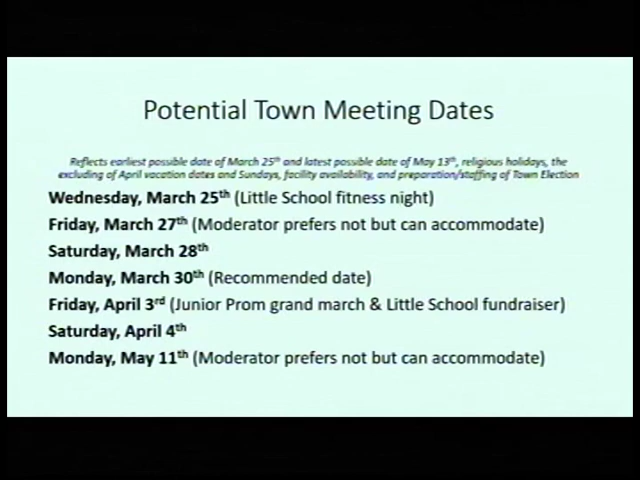 Potential Town Meeting Dates
Reflects earliest possible date of March 25th and latest possible date of May 13th, religious holidays, the
excluding of April vacation dates and Sundays, facility availability, and preparation/staffing of Town Election
Wednesday, March 25th (Little School fitness night)
Friday, March 27th (Moderator prefers not but can accommodate)
Saturday, March 28th
Monday, March 30th (Recommended date)
Friday, April 3rd (Junior Prom grand march & Little School fundraiser)
Saturday, April 4th
Monday, May 11th (Moderator prefers not but can accommodate)